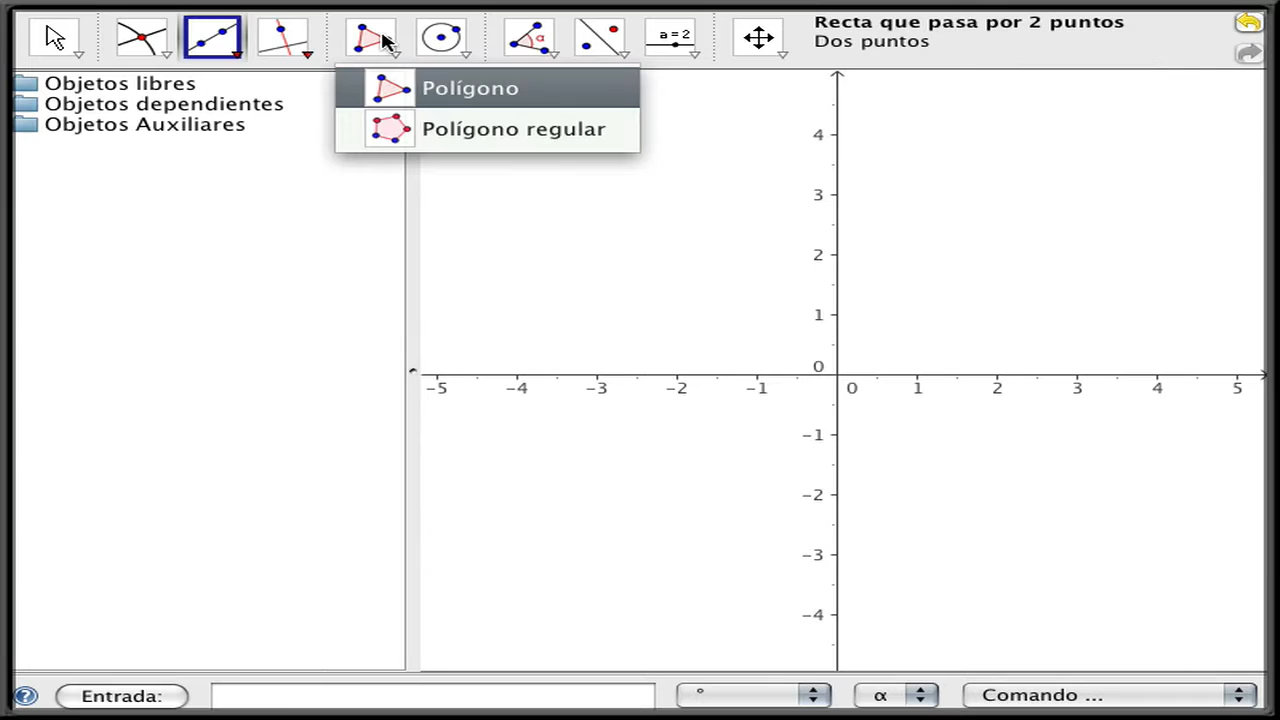 Recta que pasa por 2 puntos
Dos puntos
α
a = 2
Objetos libres
Objetos dependientes
Objetos Auxiliares
Polígono
Polígono regular
4
3
2
1
0
−5 −4 −3 −2 −1 0 1 2 3 4 5
−1
−2
−3
−4
? Entrada: ° α Comando ...